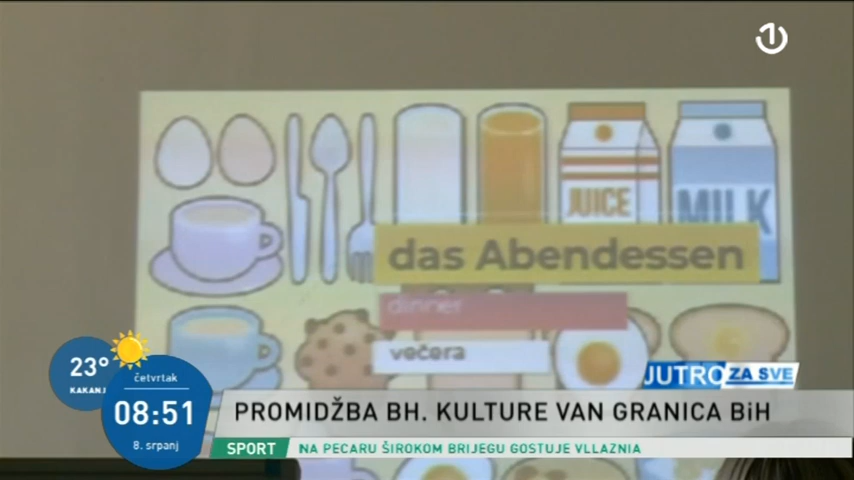 1
JUICE
MILK
das Abendessen
dinner
večera
23°
KAKANJ
četvrtak
08:51
8. srpanj
JUTRO ZA SVE
PROMIDŽBA BH. KULTURE VAN GRANICA BiH
SPORT
NA PECARU ŠIROKOM BRIJEGU GOSTUJE VLLAZNIA